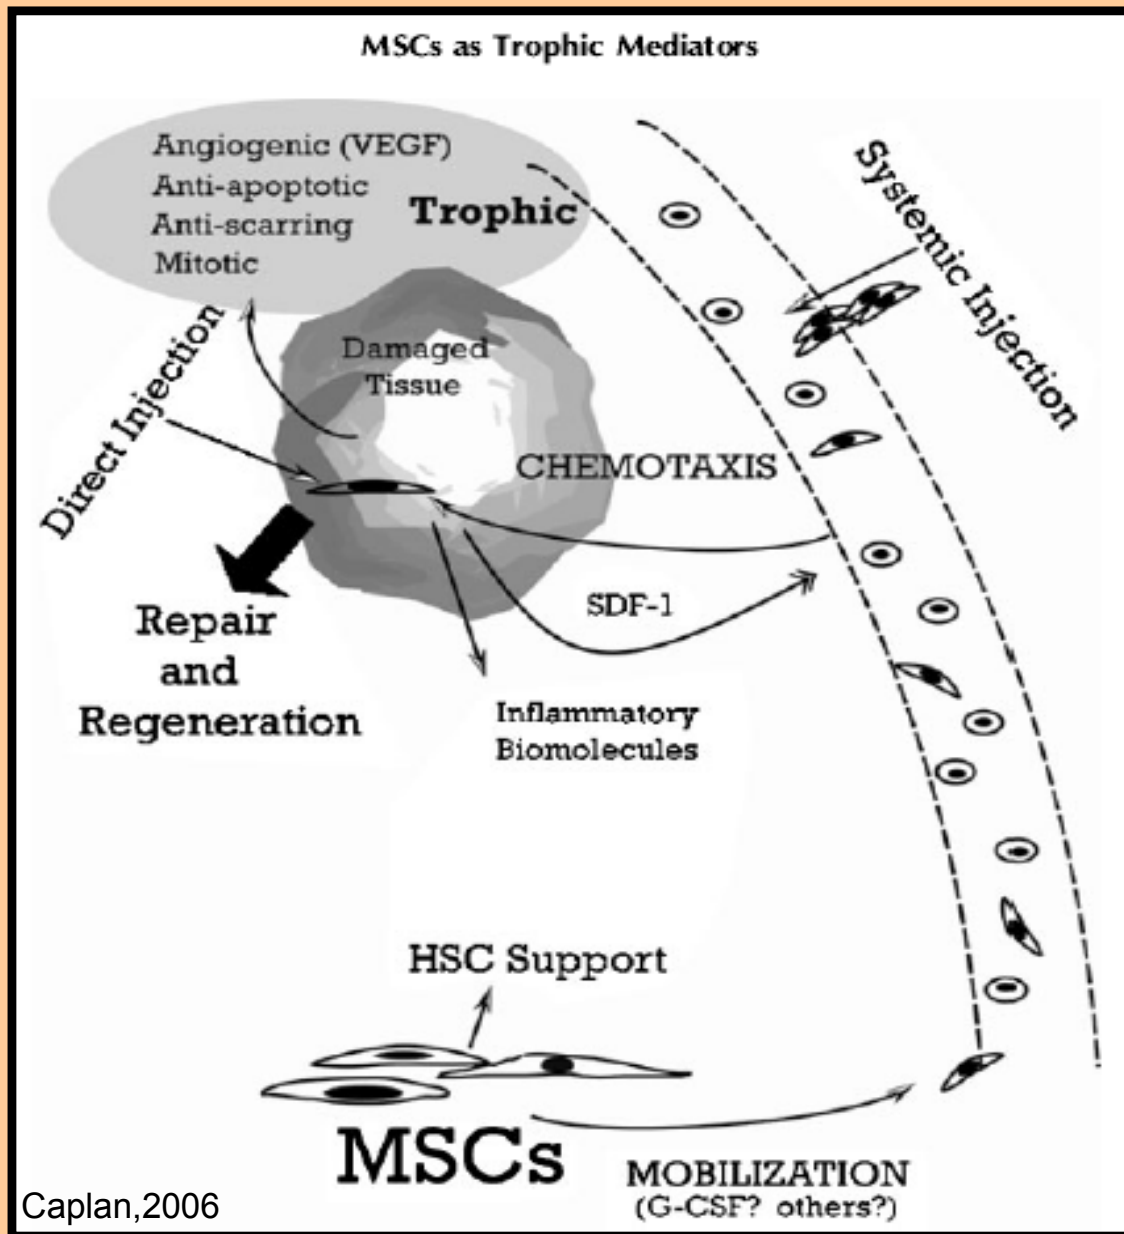 MSCs as Trophic Mediators
Angiogenic (VEGF)
Anti-apoptotic
Anti-scarring
Mitotic
Trophic
Systemic Injection
Direct Injection
Damaged
Tissue
CHEMOTAXIS
SDF-1
Repair
and
Regeneration
Inflammatory
Biomolecules
HSC Support
MSCs
MOBILIZATION
(G-CSF? others?)
Caplan,2006